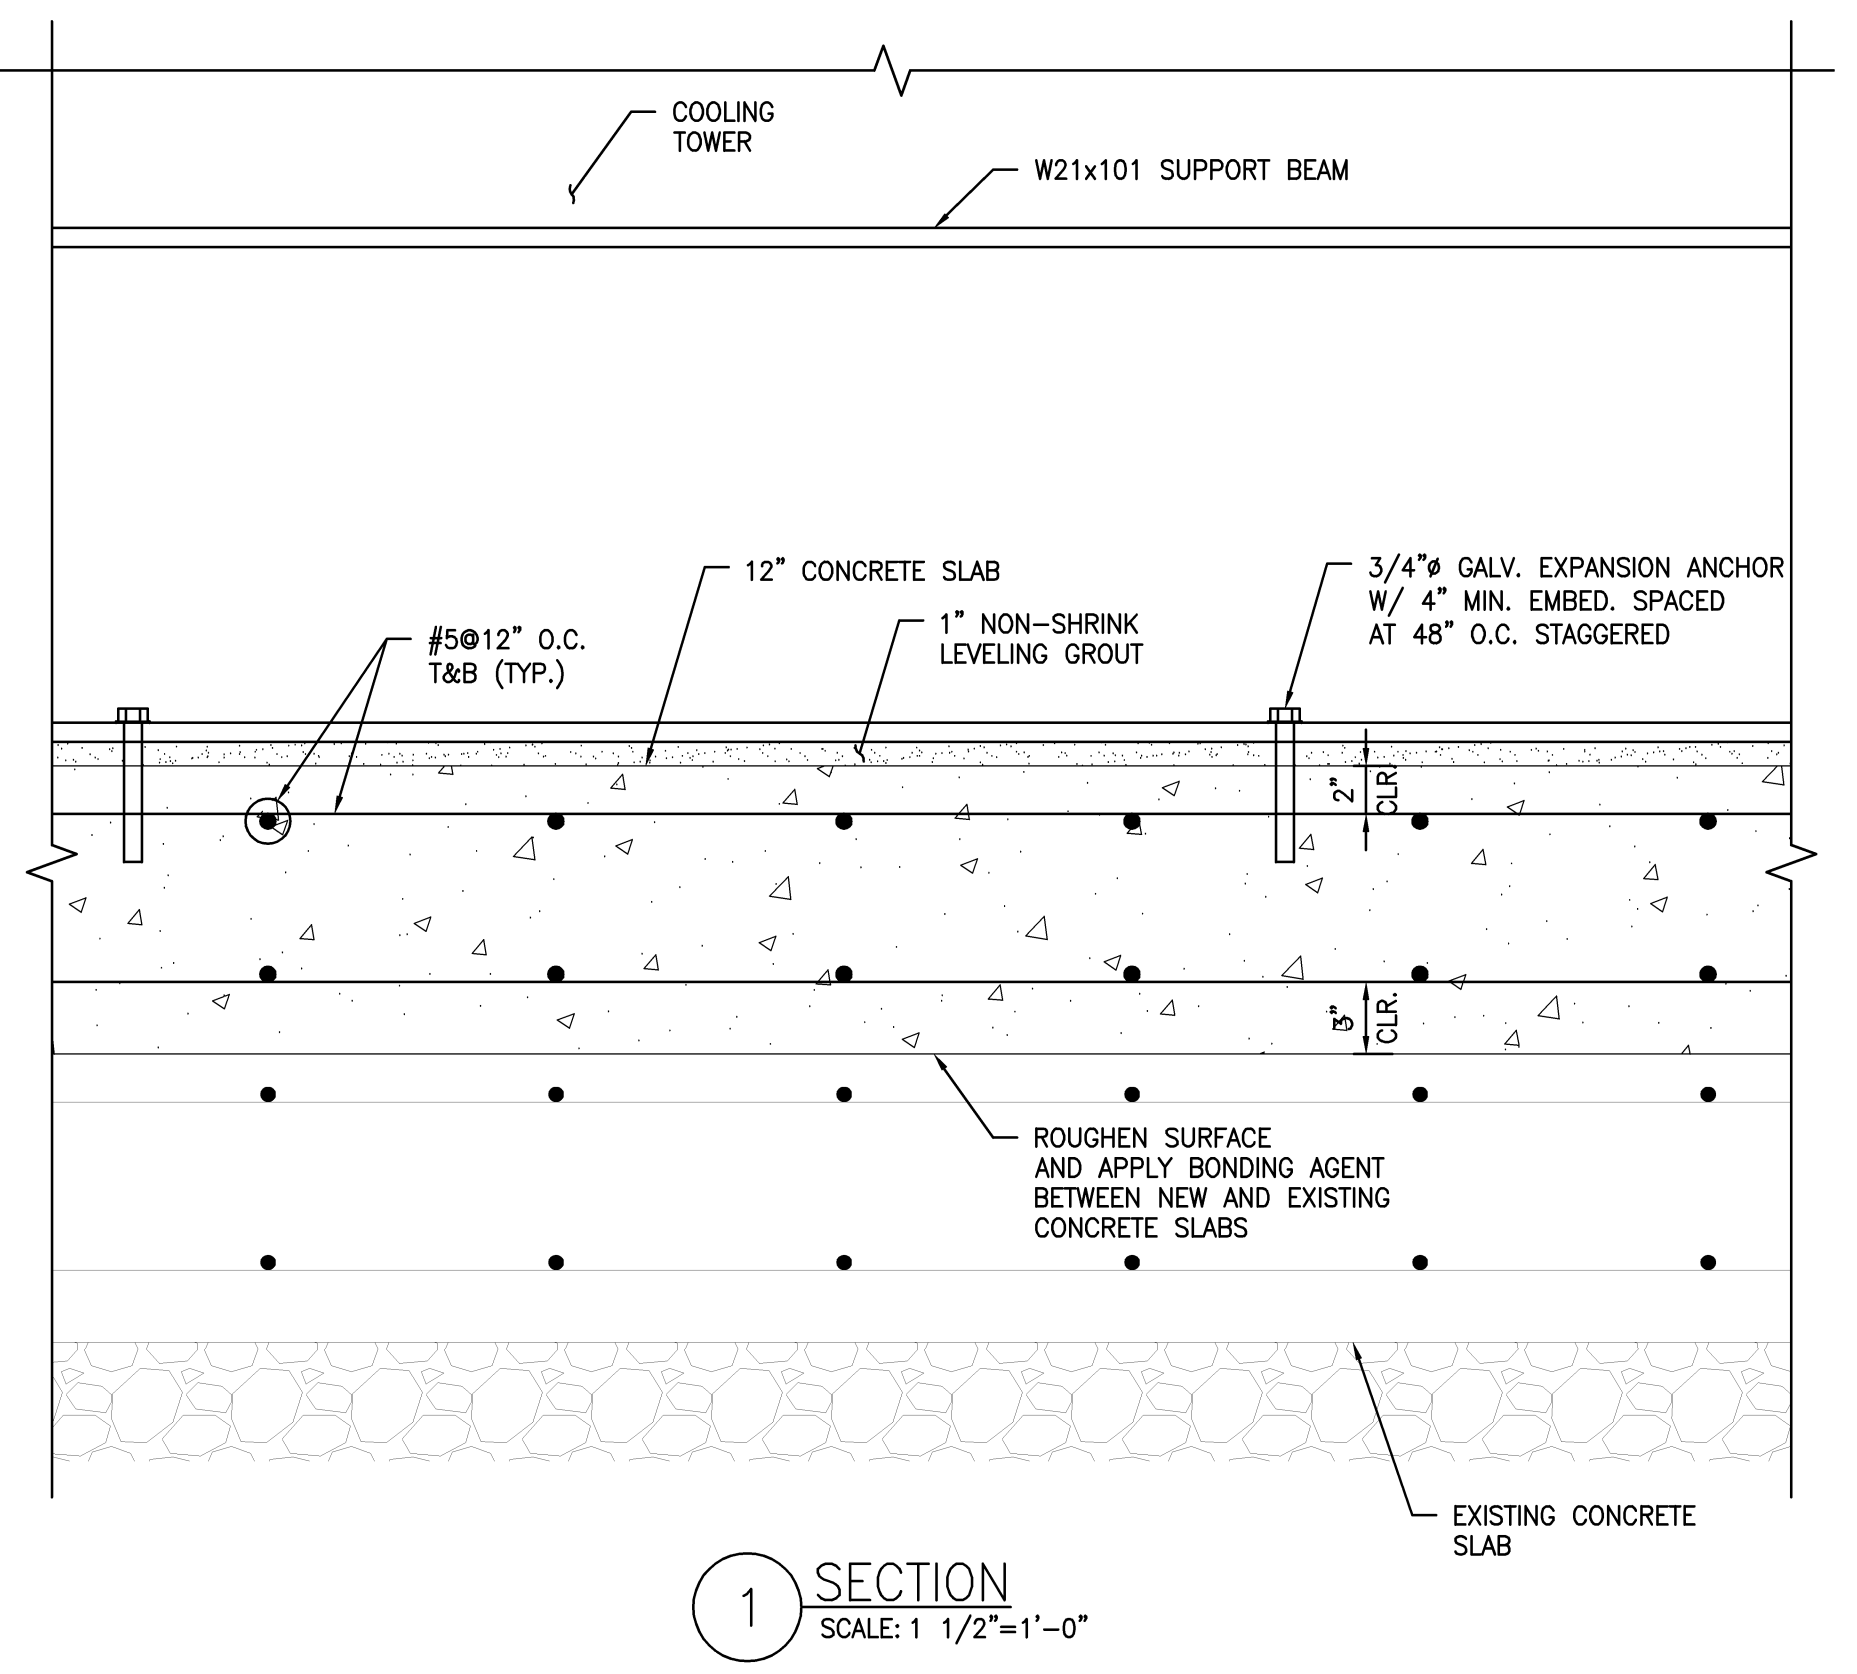 COOLING
TOWER
W21x101 SUPPORT BEAM
12" CONCRETE SLAB
3/4"ø GALV. EXPANSION ANCHOR
W/ 4" MIN. EMBED. SPACED
AT 48" O.C. STAGGERED
1" NON-SHRINK
LEVELING GROUT
#5@12" O.C.
T&B (TYP.)
2"
CLR.
3"
CLR.
ROUGHEN SURFACE
AND APPLY BONDING AGENT
BETWEEN NEW AND EXISTING
CONCRETE SLABS
EXISTING CONCRETE
SLAB
1
SECTION
SCALE: 1 1/2"=1'-0"